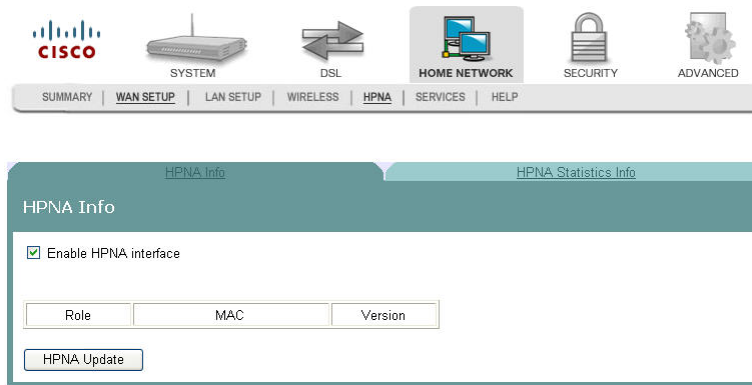 CISCO
SYSTEM DSL HOME NETWORK SECURITY ADVANCED
SUMMARY | WAN SETUP | LAN SETUP | WIRELESS | HPNA | SERVICES | HELP
HPNA Info HPNA Statistics Info
HPNA Info
Enable HPNA interface
Role MAC Version
HPNA Update